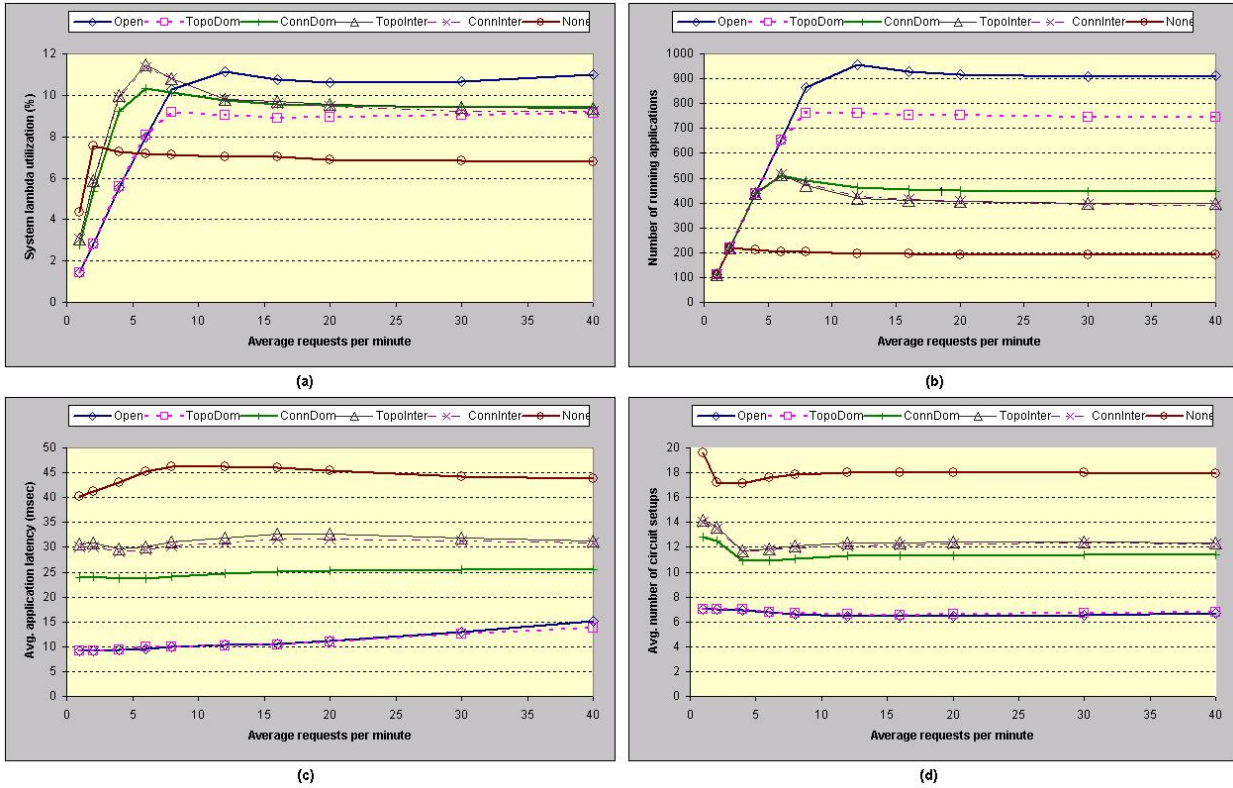 Open TopoDom ConnDom TopoInter ConnInter None
System lambda utilization (%)
12
10
8
6
4
2
0
0 5 10 15 20 25 30 35 40
Average requests per minute
(a)
Open TopoDom ConnDom TopoInter ConnInter None
Number of running applications
1000
900
800
700
600
500
400
300
200
100
0
0 5 10 15 20 25 30 35 40
Average requests per minute
(b)
Open TopoDom ConnDom TopoInter ConnInter None
Avg. application latency (msec)
50
45
40
35
30
25
20
15
10
5
0
0 5 10 15 20 25 30 35 40
Average requests per minute
(c)
Open TopoDom ConnDom TopoInter ConnInter None
Avg. number of circuit setups
20
18
16
14
12
10
8
6
4
2
0
0 5 10 15 20 25 30 35 40
Average requests per minute
(d)